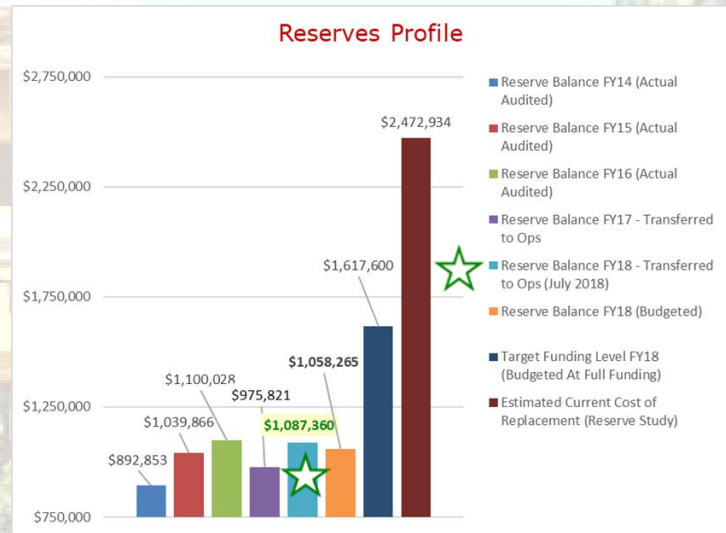 Reserves Profile
$2,750,000
$2,250,000
$1,750,000
$1,250,000
$750,000
$892,853
$1,039,866
$1,100,028
$975,821
$1,087,360
$1,058,265
$1,617,600
$2,472,934
Reserve Balance FY14 (Actual
Audited)
Reserve Balance FY15 (Actual
Audited)
Reserve Balance FY16 (Actual
Audited)
Reserve Balance FY17 - Transferred
to Ops
Reserve Balance FY18 - Transferred
to Ops (July 2018)
Reserve Balance FY18 (Budgeted)
Target Funding Level FY18
(Budgeted At Full Funding)
Estimated Current Cost of
Replacement (Reserve Study)